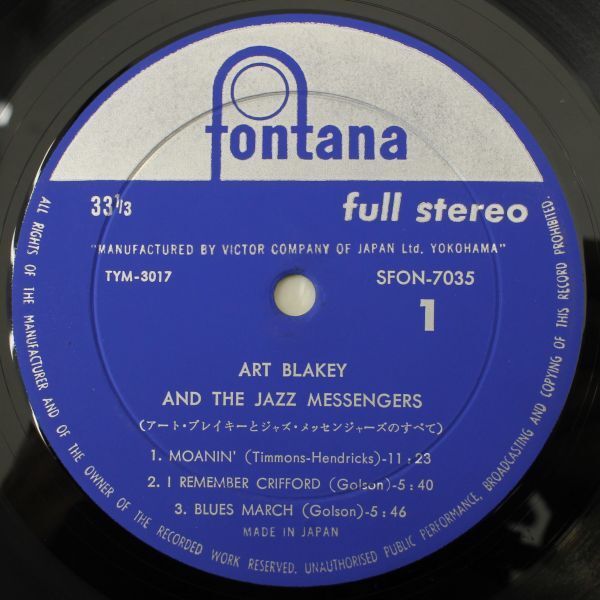 fontana
33 1/3
full stereo
"MANUFACTURED BY VICTOR COMPANY OF JAPAN Ltd. YOKOHAMA"
TYM-3017
SFON-7035
1
ART BLAKEY
AND THE JAZZ MESSENGERS
(アート・ブレイキーとジャズ・メッセンジャーズのすべて)
1. MOANIN' (Timmons-Hendricks)-11:23
2. I REMEMBER CRIFFORD (Golson)-5:40
3. BLUES MARCH (Golson)-5:46
MADE IN JAPAN
ALL RIGHTS OF THE MANUFACTURER AND OF THE OWNER OF THE RECORDED WORK RESERVED. UNAUTHORISED PUBLIC PERFORMANCE, BROADCASTING AND COPYING OF THIS RECORD PROHIBITED.